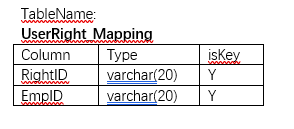 TableName:
UserRight_Mapping
Column Type isKey
RightID varchar(20) Y
EmpID varchar(20) Y